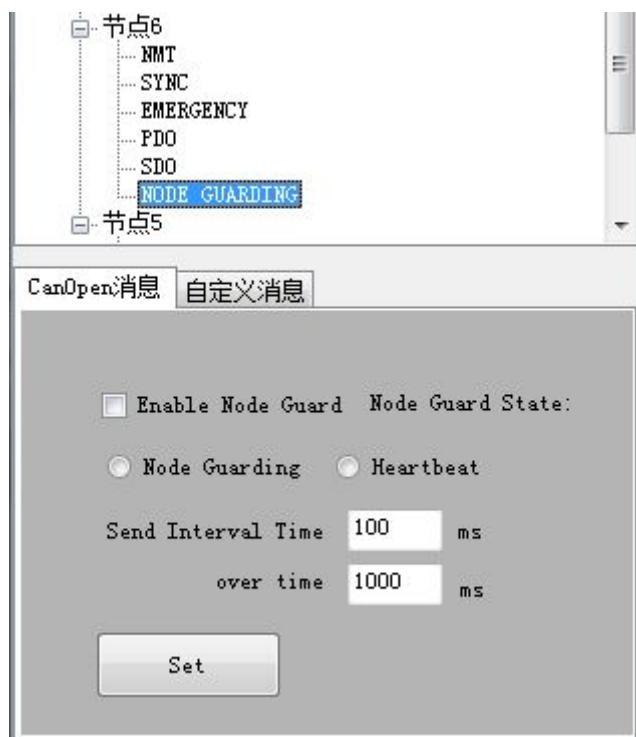 节点6
NMT
SYNC
EMERGENCY
PDO
SDO
NODE GUARDING
节点5
CanOpen消息 自定义消息
Enable Node Guard Node Guard State:
Node Guarding Heartbeat
Send Interval Time 100 ms
over time 1000 ms
Set